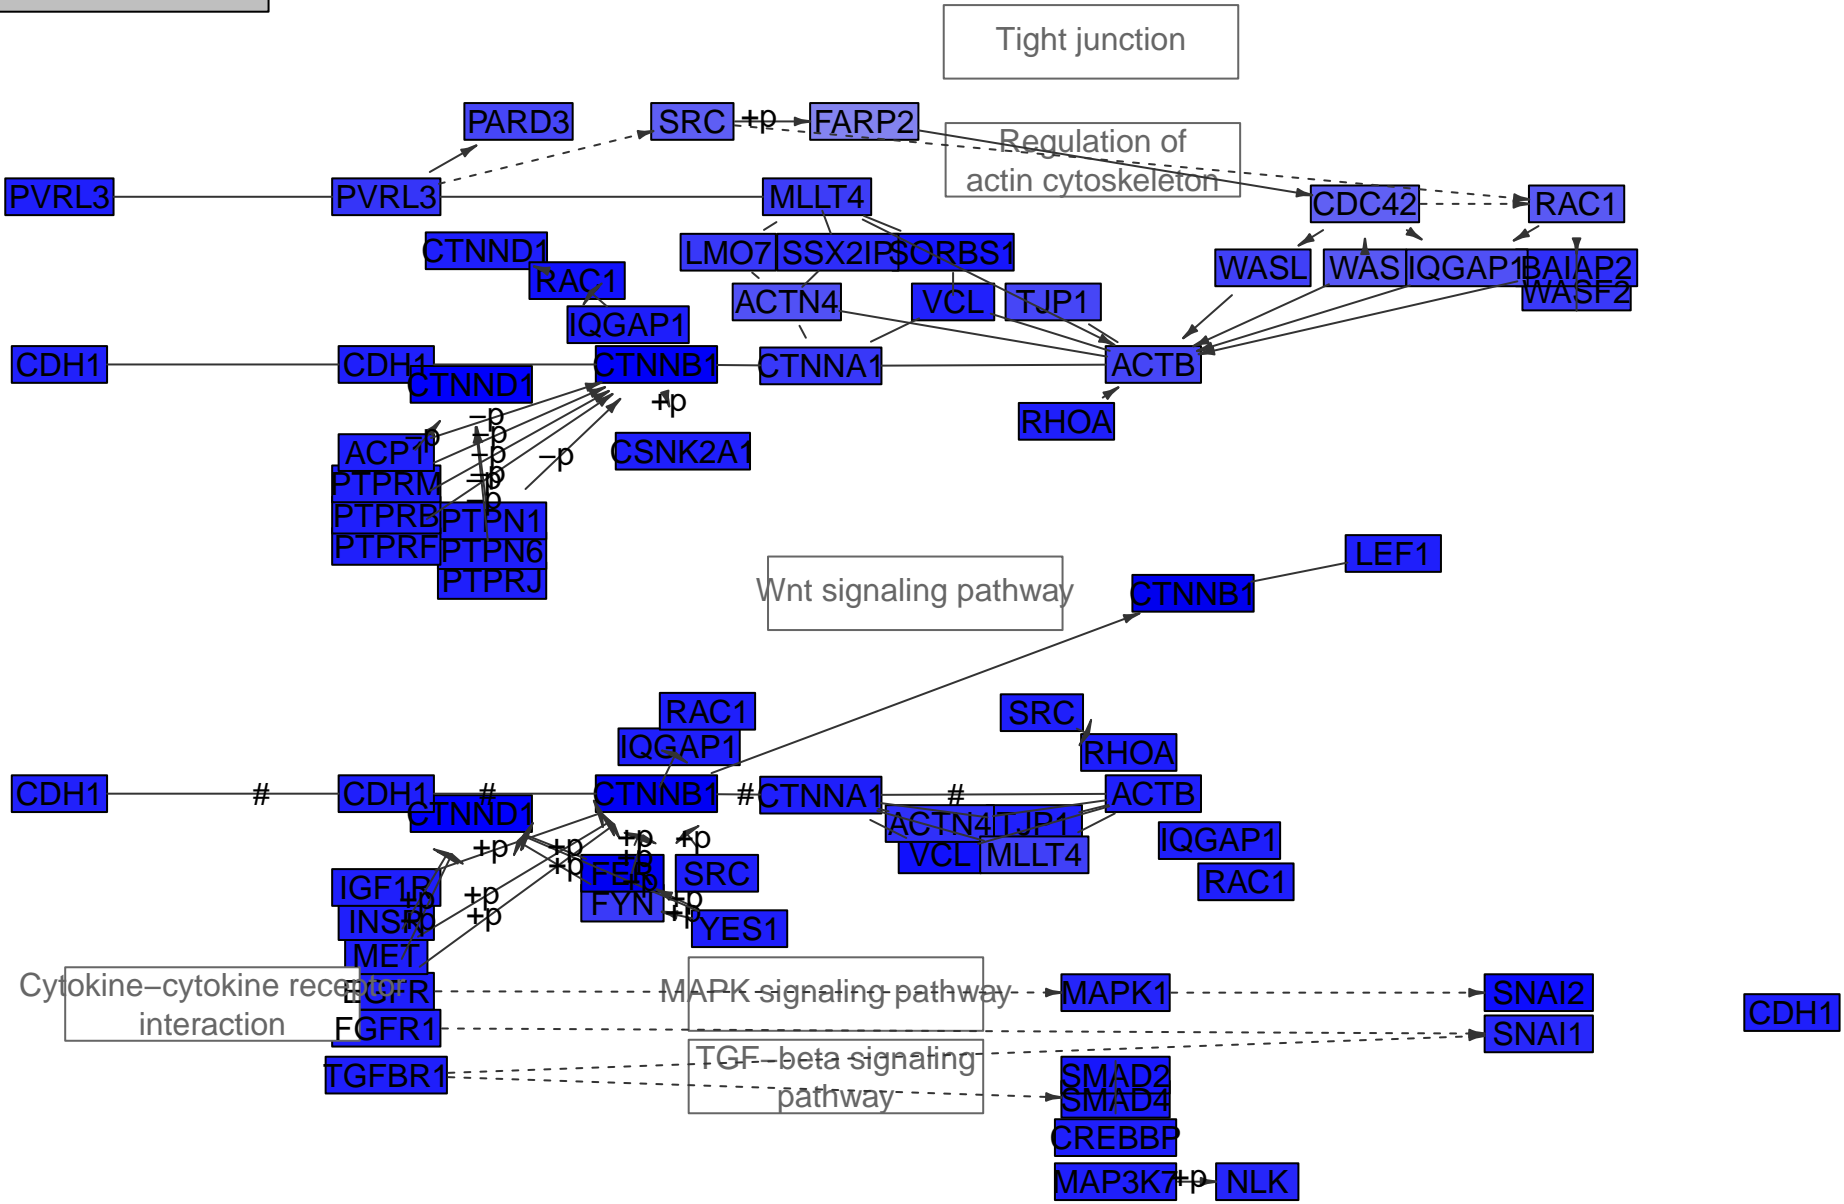 Tight junction
PARD3
SRC
+p
FARP2
Regulation of
actin cytoskeleton
PVRL3
PVRL3
MLLT4
CDC42
RAC1
CTNND1
LMO7
SSX2IP
SORBS1
RAC1
WASL
WAS
IQGAP1
BAIAP2
WASF2
ACTN4
VCL
TJP1
IQGAP1
CDH1
CDH1
CTNND1
CTNNB1
CTNNA1
ACTB
+p
RHOA
–p
–p
–p
–p
–p
–p
–p
–p
ACP1
CSNK2A1
PTPRM
PTPRB
PTPN1
PTPRF
PTPN6
PTPRJ
LEF1
Wnt signaling pathway
CTNNB1
RAC1
SRC
IQGAP1
RHOA
CDH1
#
CDH1
#
CTNNB1
#
CTNNA1
#
ACTB
CTNND1
ACTN4
TJP1
IQGAP1
+p
+p
+p
+p
VCL
MLLT4
+p
+p
FER
SRC
RAC1
IGF1R
+p
+p
+p
FYN
+p
INSR
+p
+p
+p
YES1
MET
Cytokine–cytokine receptor
interaction
EGFR
MAPK signaling pathway
MAPK1
SNAI2
CDH1
FGFR1
SNAI1
TGF–beta signaling
pathway
TGFBR1
SMAD2
SMAD4
CREBBP
MAP3K7
+p
NLK